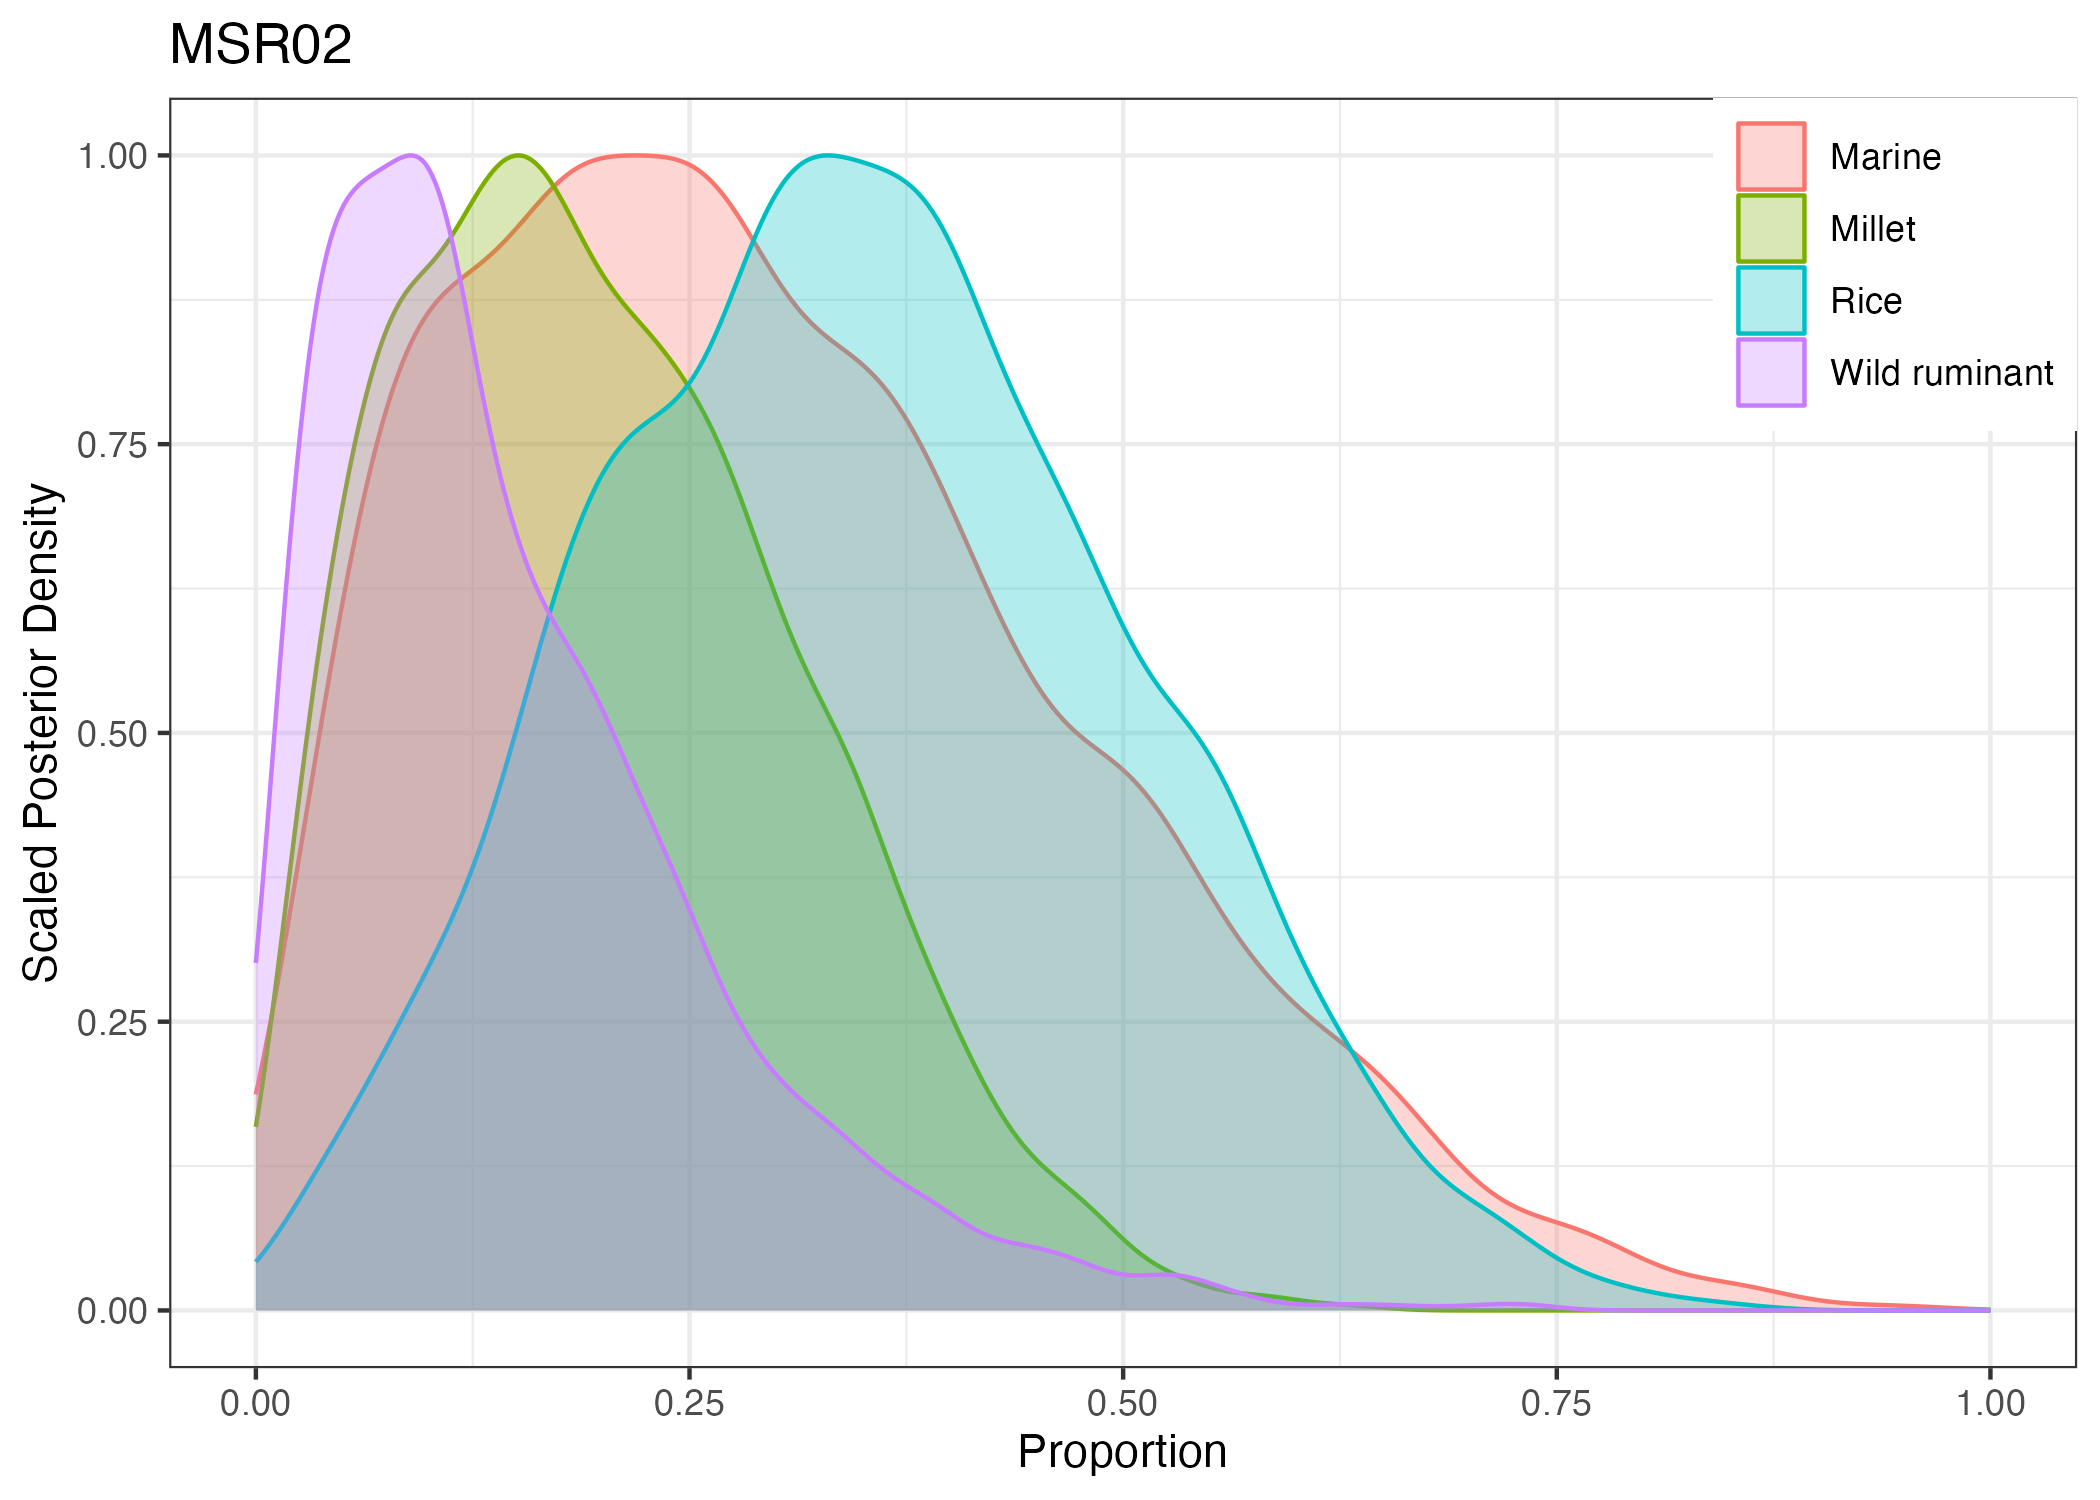 MSR02
Marine
Millet
Rice
Wild ruminant
1.00
0.75
0.50
0.25
0.00
Scaled Posterior Density
0.00 0.25 0.50 0.75 1.00
Proportion